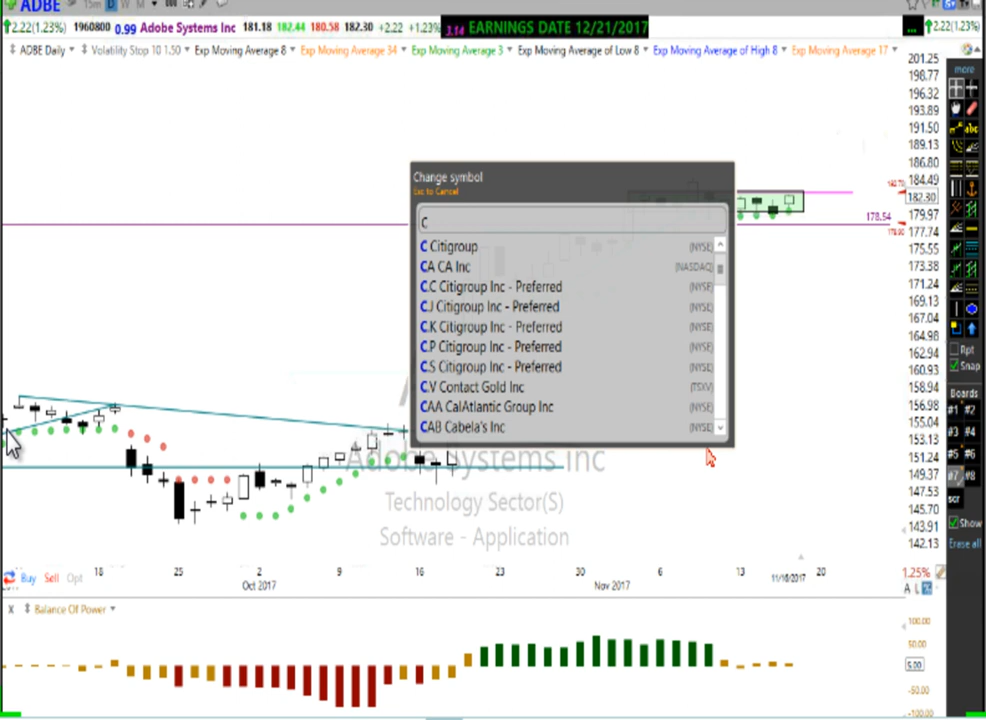 ADBE 15m D W M
2.22(1.23%) 1960800 0.99 Adobe Systems Inc 181.18 182.44 180.58 182.30 +2.22 +1.23% 3.14 EARNINGS DATE 12/21/2017 ... 2.22(1.23%)
ADBE Daily Volatility Stop 10 1.50 Exp Moving Average 8 Exp Moving Average 34 Exp Moving Average 3 Exp Moving Average of Low 8 Exp Moving Average of High 8 Exp Moving Average 17
201.25
198.77
196.32
193.89
191.50
189.13
186.80
184.49
182.30
179.97
177.74
175.55
173.38
171.24
169.13
167.04
164.98
162.94
160.93
158.94
156.98
155.04
153.13
151.24
149.37
147.53
145.70
143.91
142.13
178.54
more
abc
Rpt
Snap
Boards
#1 #2
#3 #4
#5 #6
#7 #8
scr
Show
Erase all
Change symbol
Esc to Cancel
C
C Citigroup (NYSE)
CA CA Inc (NASDAQ)
C.C Citigroup Inc - Preferred (NYSE)
C.J Citigroup Inc - Preferred (NYSE)
C.K Citigroup Inc - Preferred (NYSE)
C.P Citigroup Inc - Preferred (NYSE)
C.S Citigroup Inc - Preferred (NYSE)
C.V Contact Gold Inc (TSXV)
CAA CalAtlantic Group Inc (NYSE)
CAB Cabela's Inc (NYSE)
Adobe Systems Inc
Technology Sector(S)
Software - Application
Buy Sell Opt
18 25 2 9 16 23 30 6 13 20
Oct 2017 Nov 2017 11/16/2017
1.25%
A L %
X Balance Of Power
100.00
50.00
5.00
-50.00
-100.00